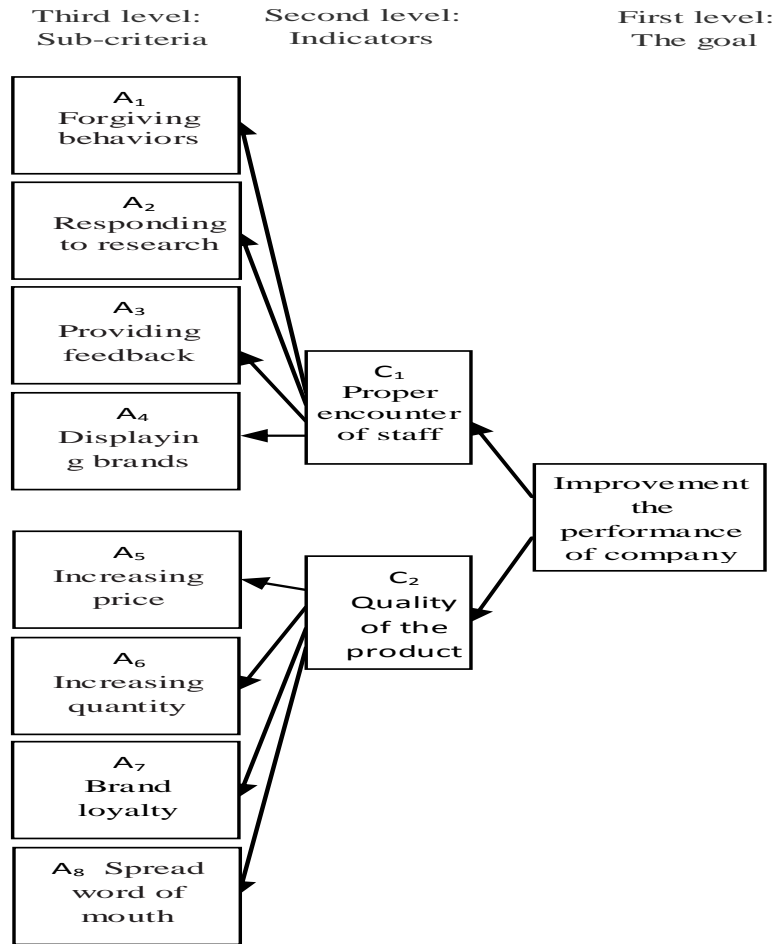 Third level:
Sub-criteria
Second level:
Indicators
First level:
The goal
A₁
Forgiving
behaviors
A₂
Responding
to research
A₃
Providing
feedback
A₄
Displayin
g brands
C₁
Proper
encounter
of staff
Improvement
the
performance
of company
A₅
Increasing
price
A₆
Increasing
quantity
A₇
Brand
loyalty
A₈ Spread
word of
mouth
C₂
Quality
of the
product